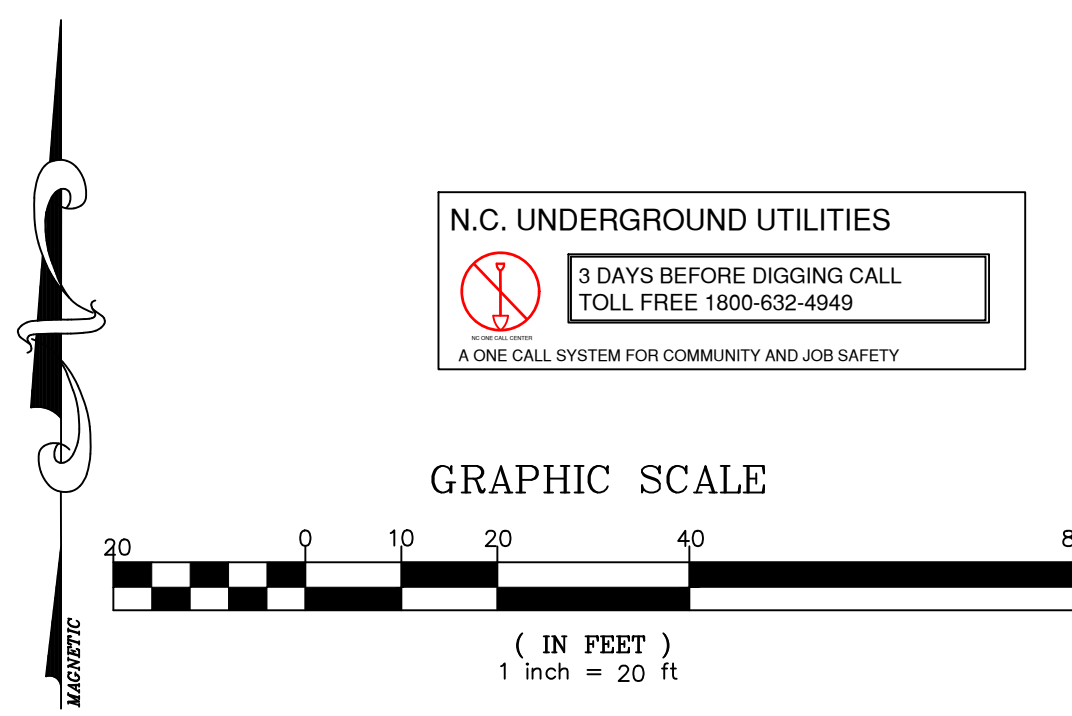 N.C. UNDERGROUND UTILITIES
3 DAYS BEFORE DIGGING CALL
TOLL FREE 1800-632-4949
NC ONE CALL CENTER
A ONE CALL SYSTEM FOR COMMUNITY AND JOB SAFETY
GRAPHIC SCALE
20 0 10 20 40
( IN FEET )
1 inch = 20 ft
MAGNETIC